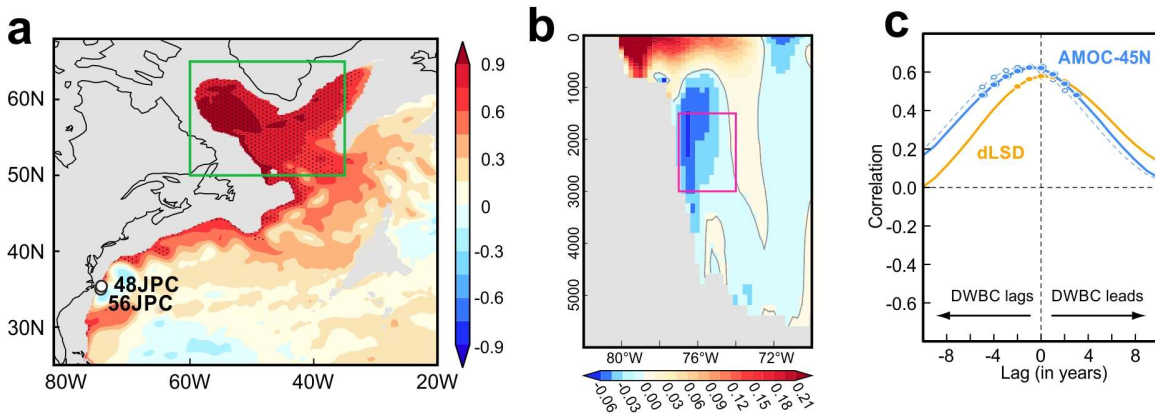 a
60N
50N
40N
30N
80W
60W
40W
20W
48JPC
56JPC
0.9
0.6
0.3
0
-0.3
-0.6
-0.9
b
0
1000
2000
3000
4000
5000
80°W
76°W
72°W
-0.06
-0.03
0.00
0.03
0.06
0.09
0.12
0.15
0.18
0.21
c
AMOC-45N
dLSD
Correlation
0.6
0.4
0.2
0.0
-0.2
-0.4
-0.6
DWBC lags
DWBC leads
-8
-4
0
4
8
Lag (in years)